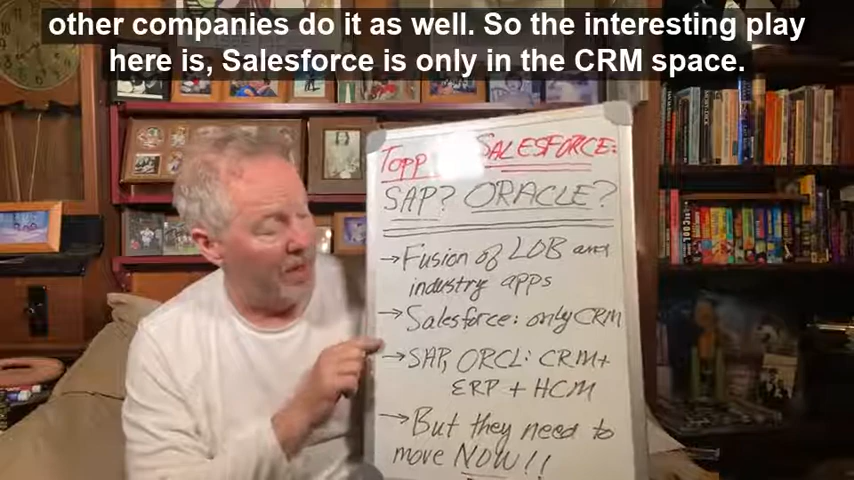 other companies do it as well. So the interesting play
here is, Salesforce is only in the CRM space.
SALESFORCE:
SAP? ORACLE?
→Fusion of LOB and
industry apps
→Salesforce: only CRM
→SAP, ORCL: CRM+
ERP + HCM
→But they need to
move NOW!!